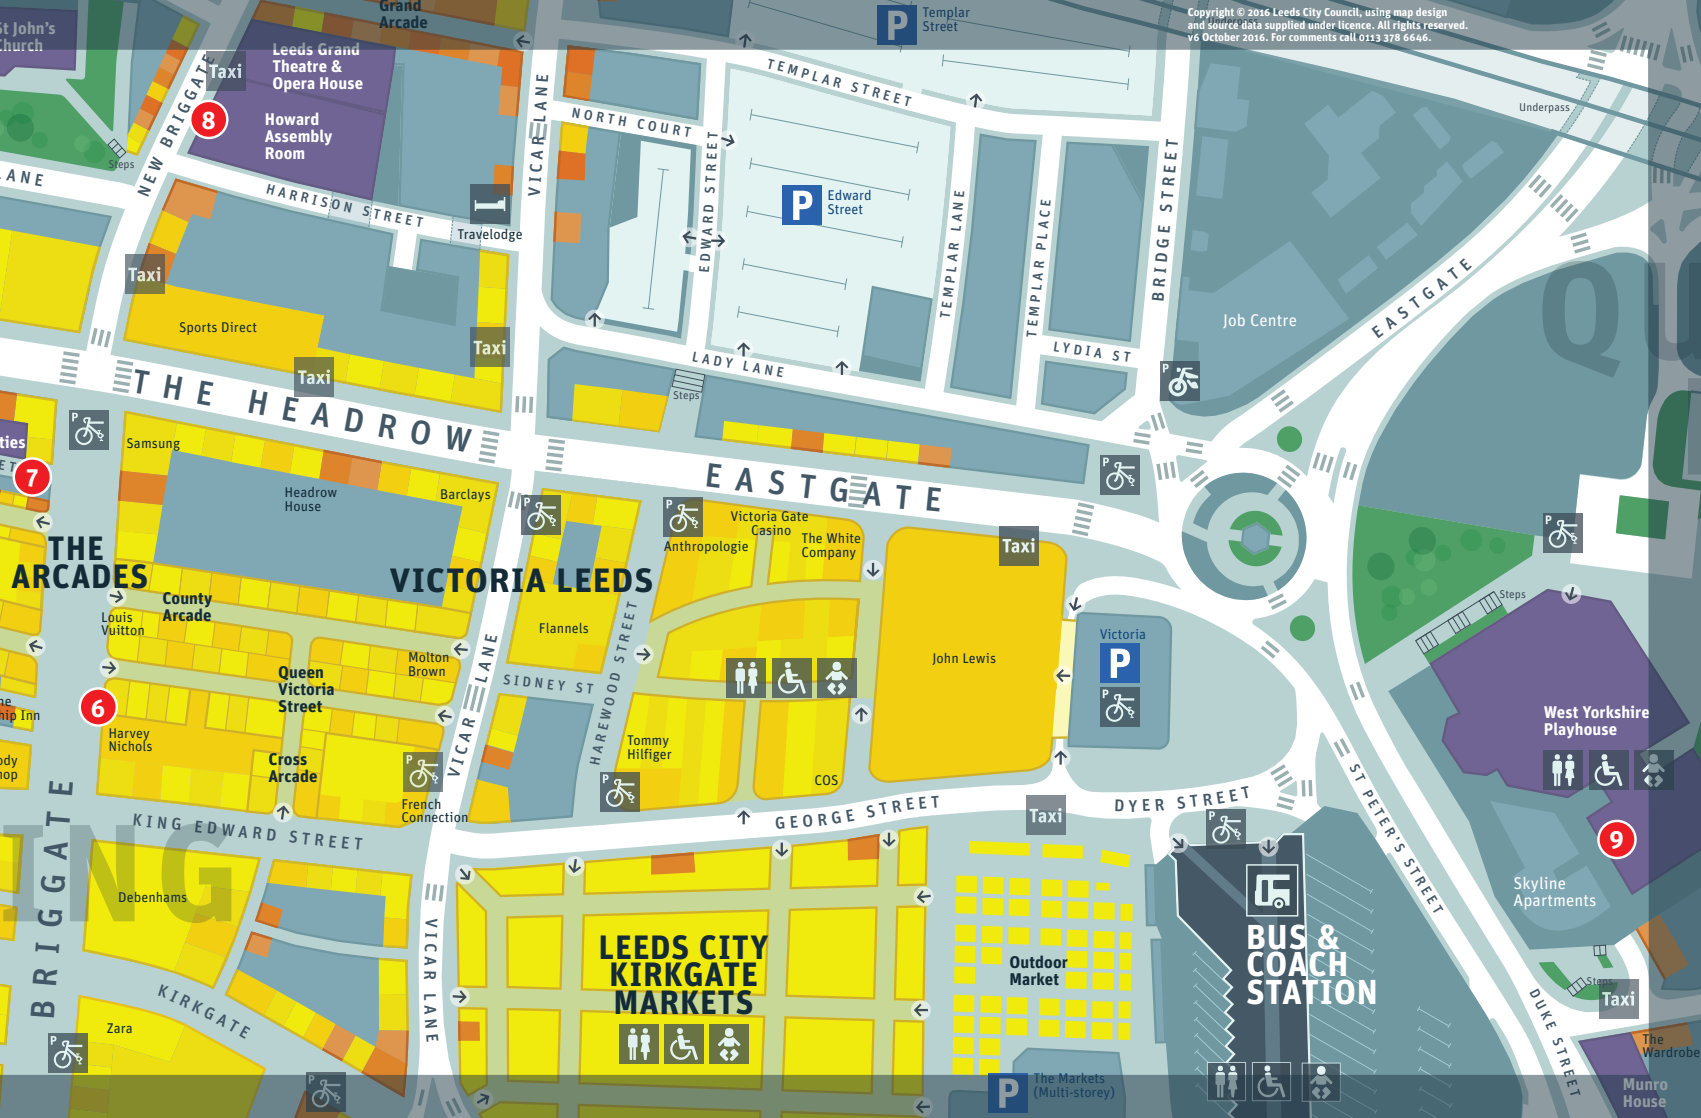 Grand
Arcade
P
Templar
Street
Copyright © 2016 Leeds City Council, using map design
and source data supplied under licence. All rights reserved.
v6 October 2016. For comments call 0113 378 6646.
St John's
Church
Taxi
Leeds Grand
Theatre &
Opera House
8
Howard
Assembly
Room
NEW BRIGGATE
Steps
LANE
HARRISON STREET
VICAR LANE
Travelodge
NORTH COURT
TEMPLAR STREET
EDWARD STREET
P
Edward
Street
TEMPLAR LANE
TEMPLAR PLACE
BRIDGE STREET
Underpass
Job Centre
EASTGATE
QU
Taxi
Sports Direct
Taxi
Taxi
LADY LANE
LYDIA ST
Steps
P
THE HEADROW
EASTGATE
P
P
Samsung
Headrow
House
Barclays
7
P
P
Anthropologie
Victoria Gate
Casino
The White
Company
Taxi
P
THE
ARCADES
VICTORIA LEEDS
Louis
Vuitton
County
Arcade
Flannels
HAREWOOD STREET
Molton
Brown
SIDNEY ST
VICAR LANE
Queen
Victoria
Street
John Lewis
Victoria
P
P
Steps
6
Harvey
Nichols
Cross
Arcade
P
French
Connection
Tommy
Hilfiger
P
COS
West Yorkshire
Playhouse
9
Skyline
Apartments
KING EDWARD STREET
GEORGE STREET
Taxi
DYER STREET
P
ST PETER'S STREET
BRIGGATE
ING
Debenhams
KIRKGATE
Zara
P
P
VICAR LANE
LEEDS CITY
KIRKGATE
MARKETS
Outdoor
Market
BUS &
COACH
STATION
P
The Markets
(Multi-storey)
Steps
Taxi
DUKE STREET
The
Wardrobe
Munro
House